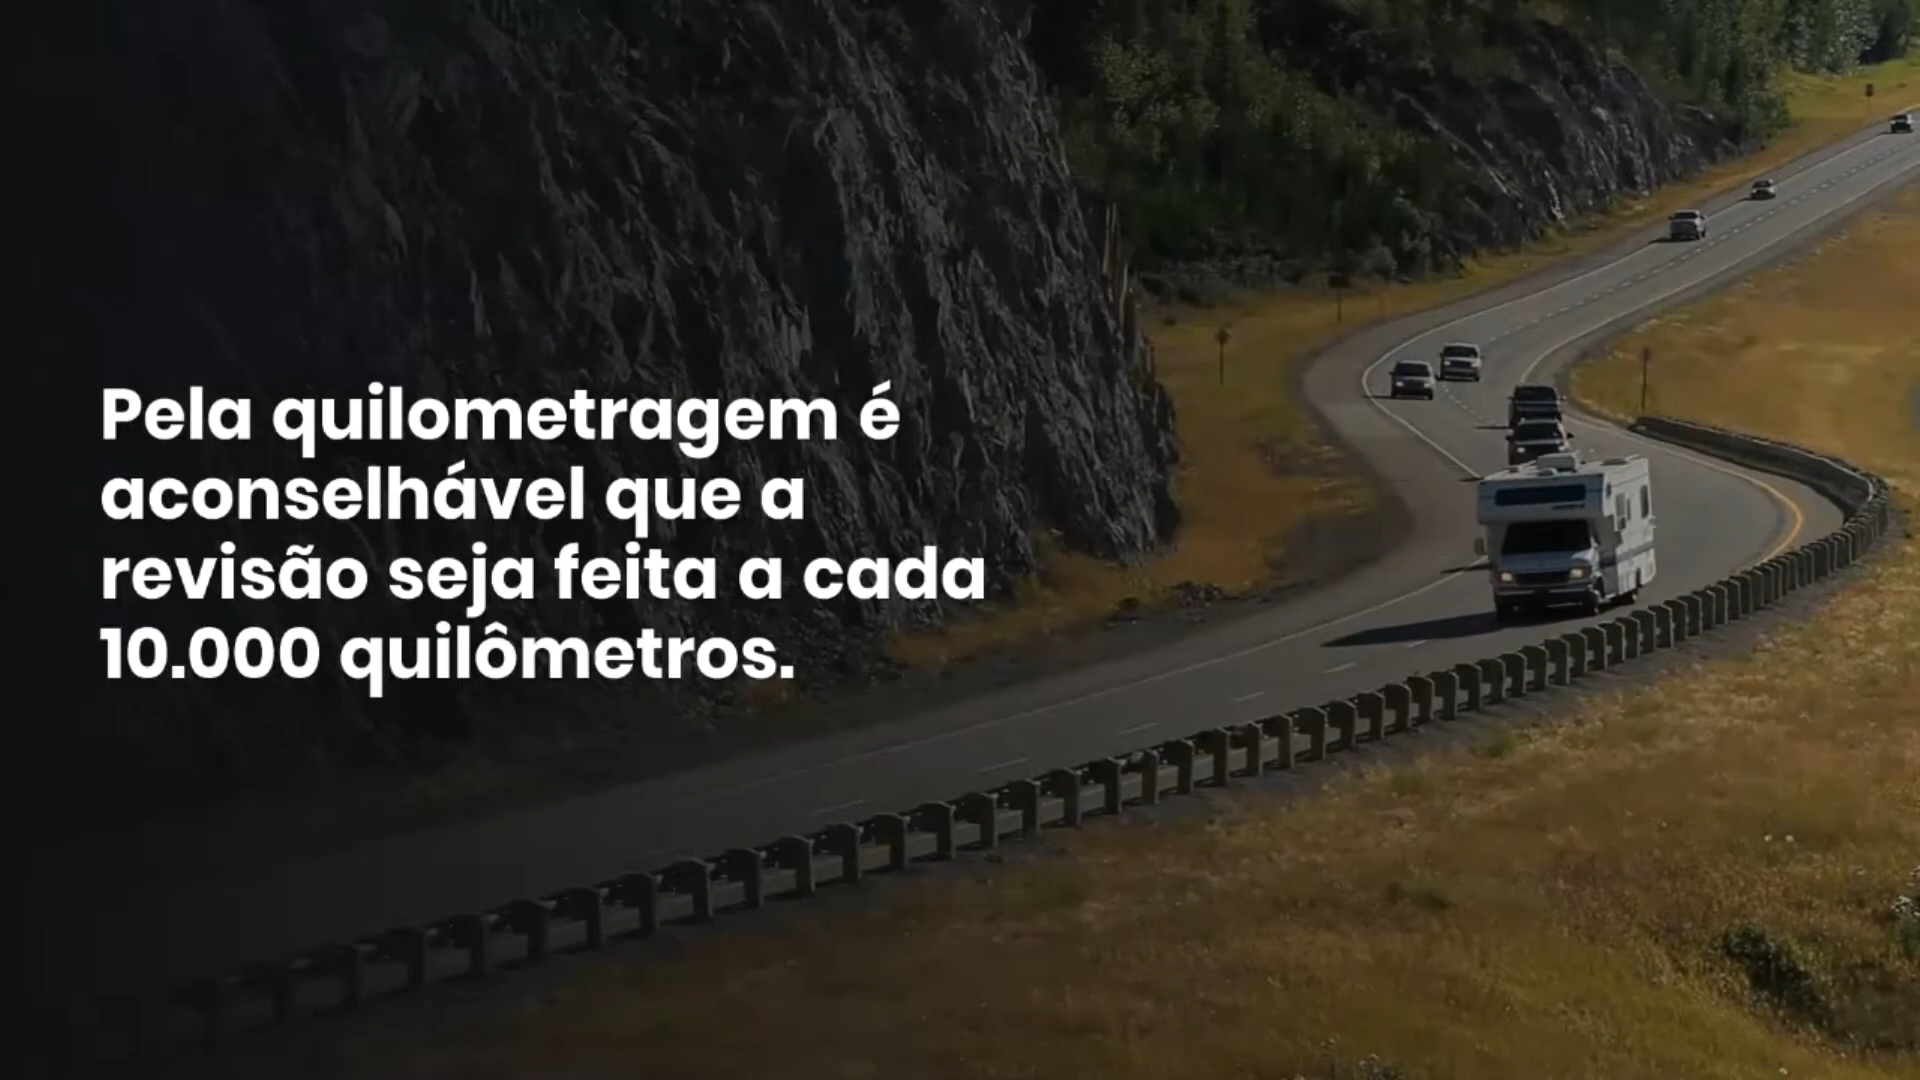 Pela quilometragem é
aconselhável que a
revisão seja feita a cada
10.000 quilômetros.